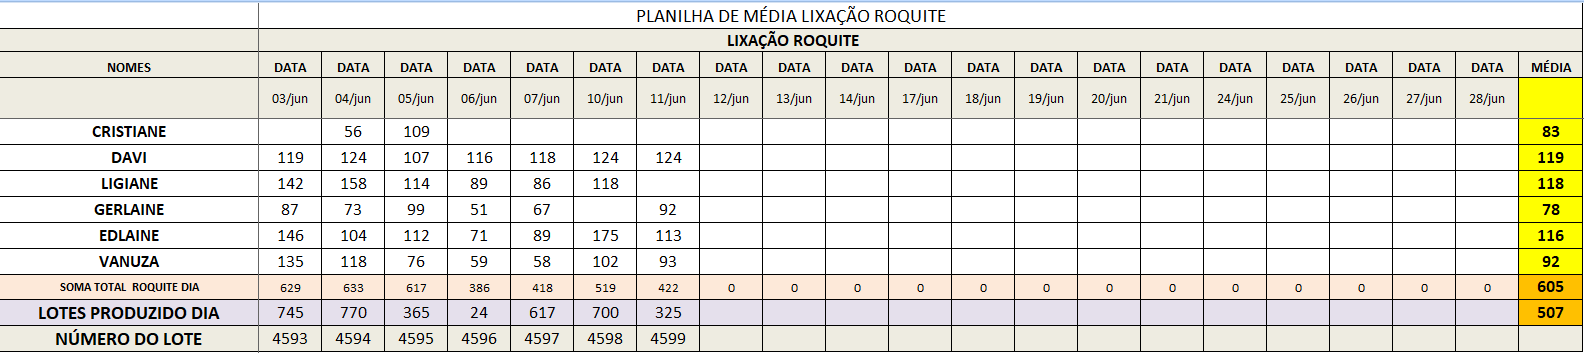 PLANILHA DE MÉDIA LIXAÇÃO ROQUITE
LIXAÇÃO ROQUITE
NOMES DATA DATA DATA DATA DATA DATA DATA DATA DATA DATA DATA DATA DATA DATA DATA DATA DATA DATA DATA DATA MÉDIA
03/jun 04/jun 05/jun 06/jun 07/jun 10/jun 11/jun 12/jun 13/jun 14/jun 17/jun 18/jun 19/jun 20/jun 21/jun 24/jun 25/jun 26/jun 27/jun 28/jun
CRISTIANE 56 109 83
DAVI 119 124 107 116 118 124 124 119
LIGIANE 142 158 114 89 86 118 118
GERLAINE 87 73 99 51 67 92 78
EDLAINE 146 104 112 71 89 175 113 116
VANUZA 135 118 76 59 58 102 93 92
SOMA TOTAL ROQUITE DIA 629 633 617 386 418 519 422 0 0 0 0 0 0 0 0 0 0 0 0 0 605
LOTES PRODUZIDO DIA 745 770 365 24 617 700 325 507
NÚMERO DO LOTE 4593 4594 4595 4596 4597 4598 4599